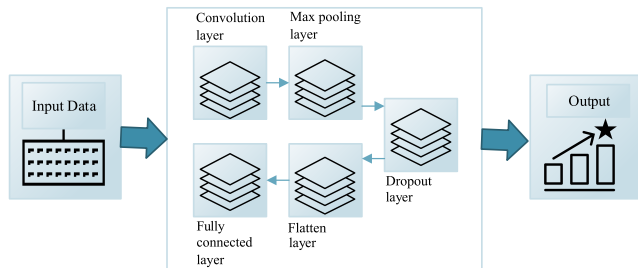 Input Data
Convolution
layer
Max pooling
layer
Dropout
layer
Flatten
layer
Fully
connected
layer
Output